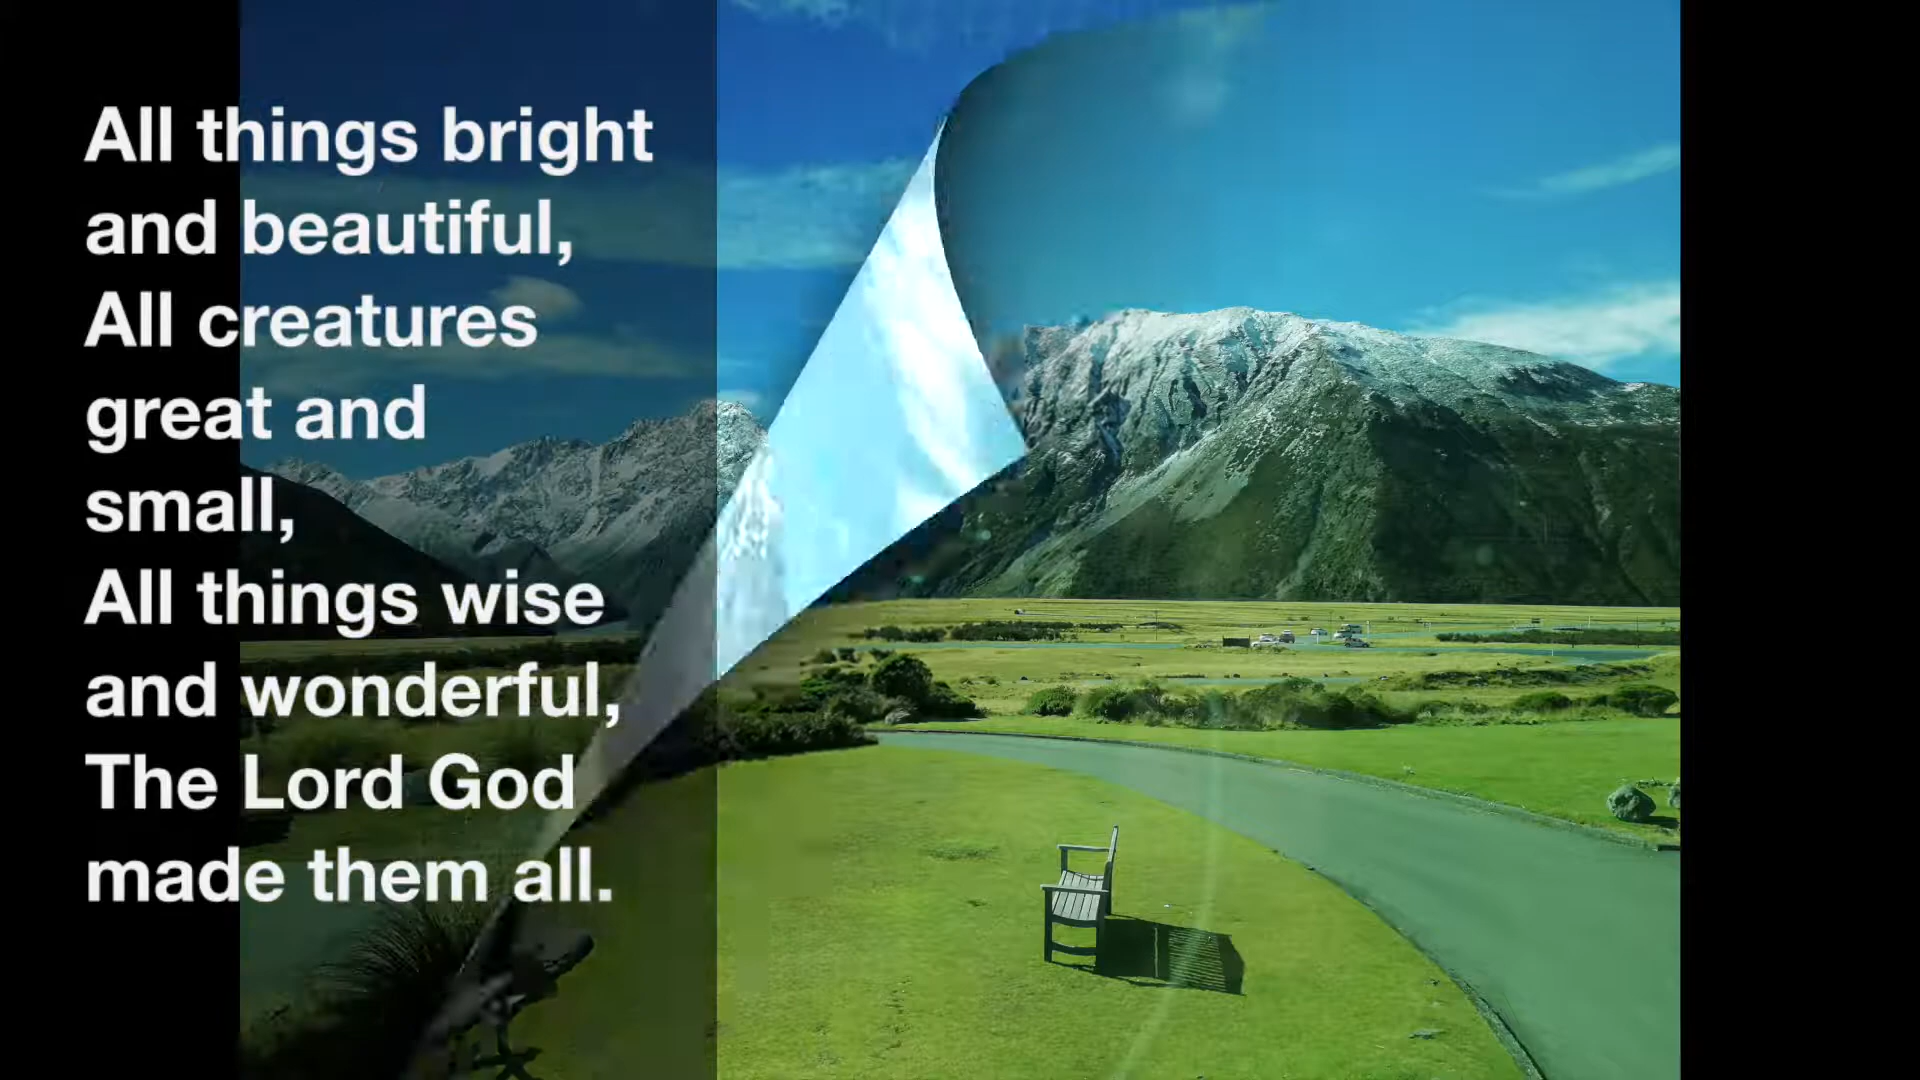 All things bright
and beautiful,
All creatures
great and
small,
All things wise
and wonderful,
The Lord God
made them all.